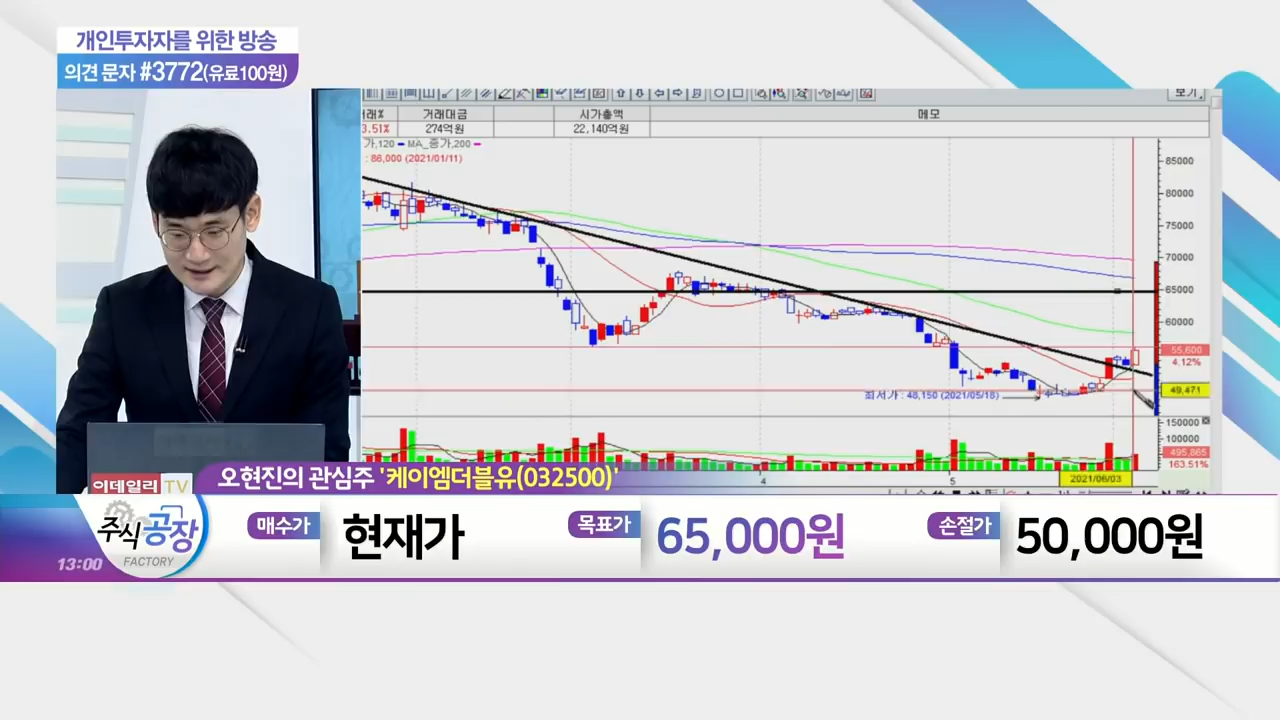 개인투자자를 위한 방송
의견 문자 #3772(유료100원)
보기
거래대금
시가총액
메모
3.51%
274억원
22,140억원
가,120
MA_종가,200
: 86,000 (2021/01/11)
85000
80000
75000
70000
65000
60000
55,600
4.12%
49,471
최저가 : 48,150 (2021/05/18)
150000
100000
495,865
163.51%
4
5
2021/06/03
이데일리 TV
오현진의 관심주 '케이엠더블유(032500)'
주식공장
FACTORY
13:00
매수가
현재가
목표가
65,000원
손절가
50,000원